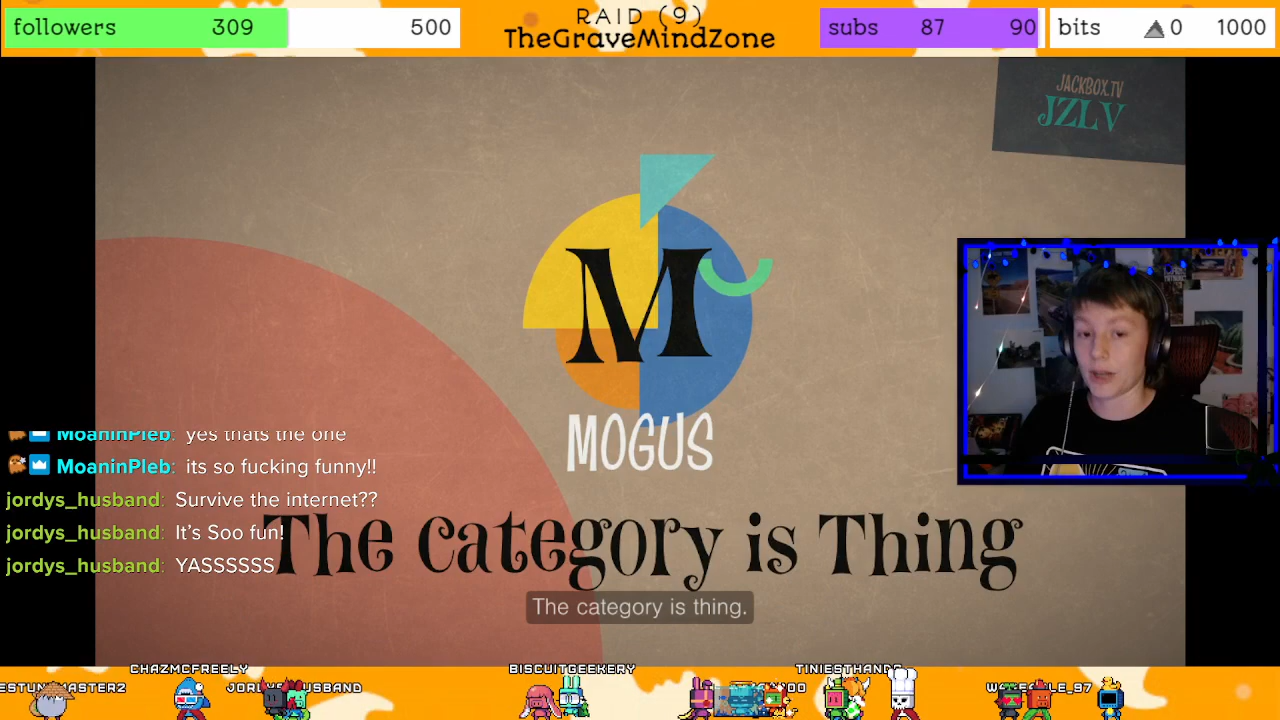 followers 309 500
RAID (9)
TheGraveMindZone
subs 87 90
bits 0 1000
JACKBOX.TV
JZLV
M
MOGUS
MoaninPleb: yes thats the one
MoaninPleb: its so fucking funny!!
jordys_husband: Survive the internet??
jordys_husband: It's Soo fun!
jordys_husband: YASSSSSS
The Category is Thing
The category is thing.
CHAZMCFREELY
BISCUITGEEKERY
TINIESTHANDS